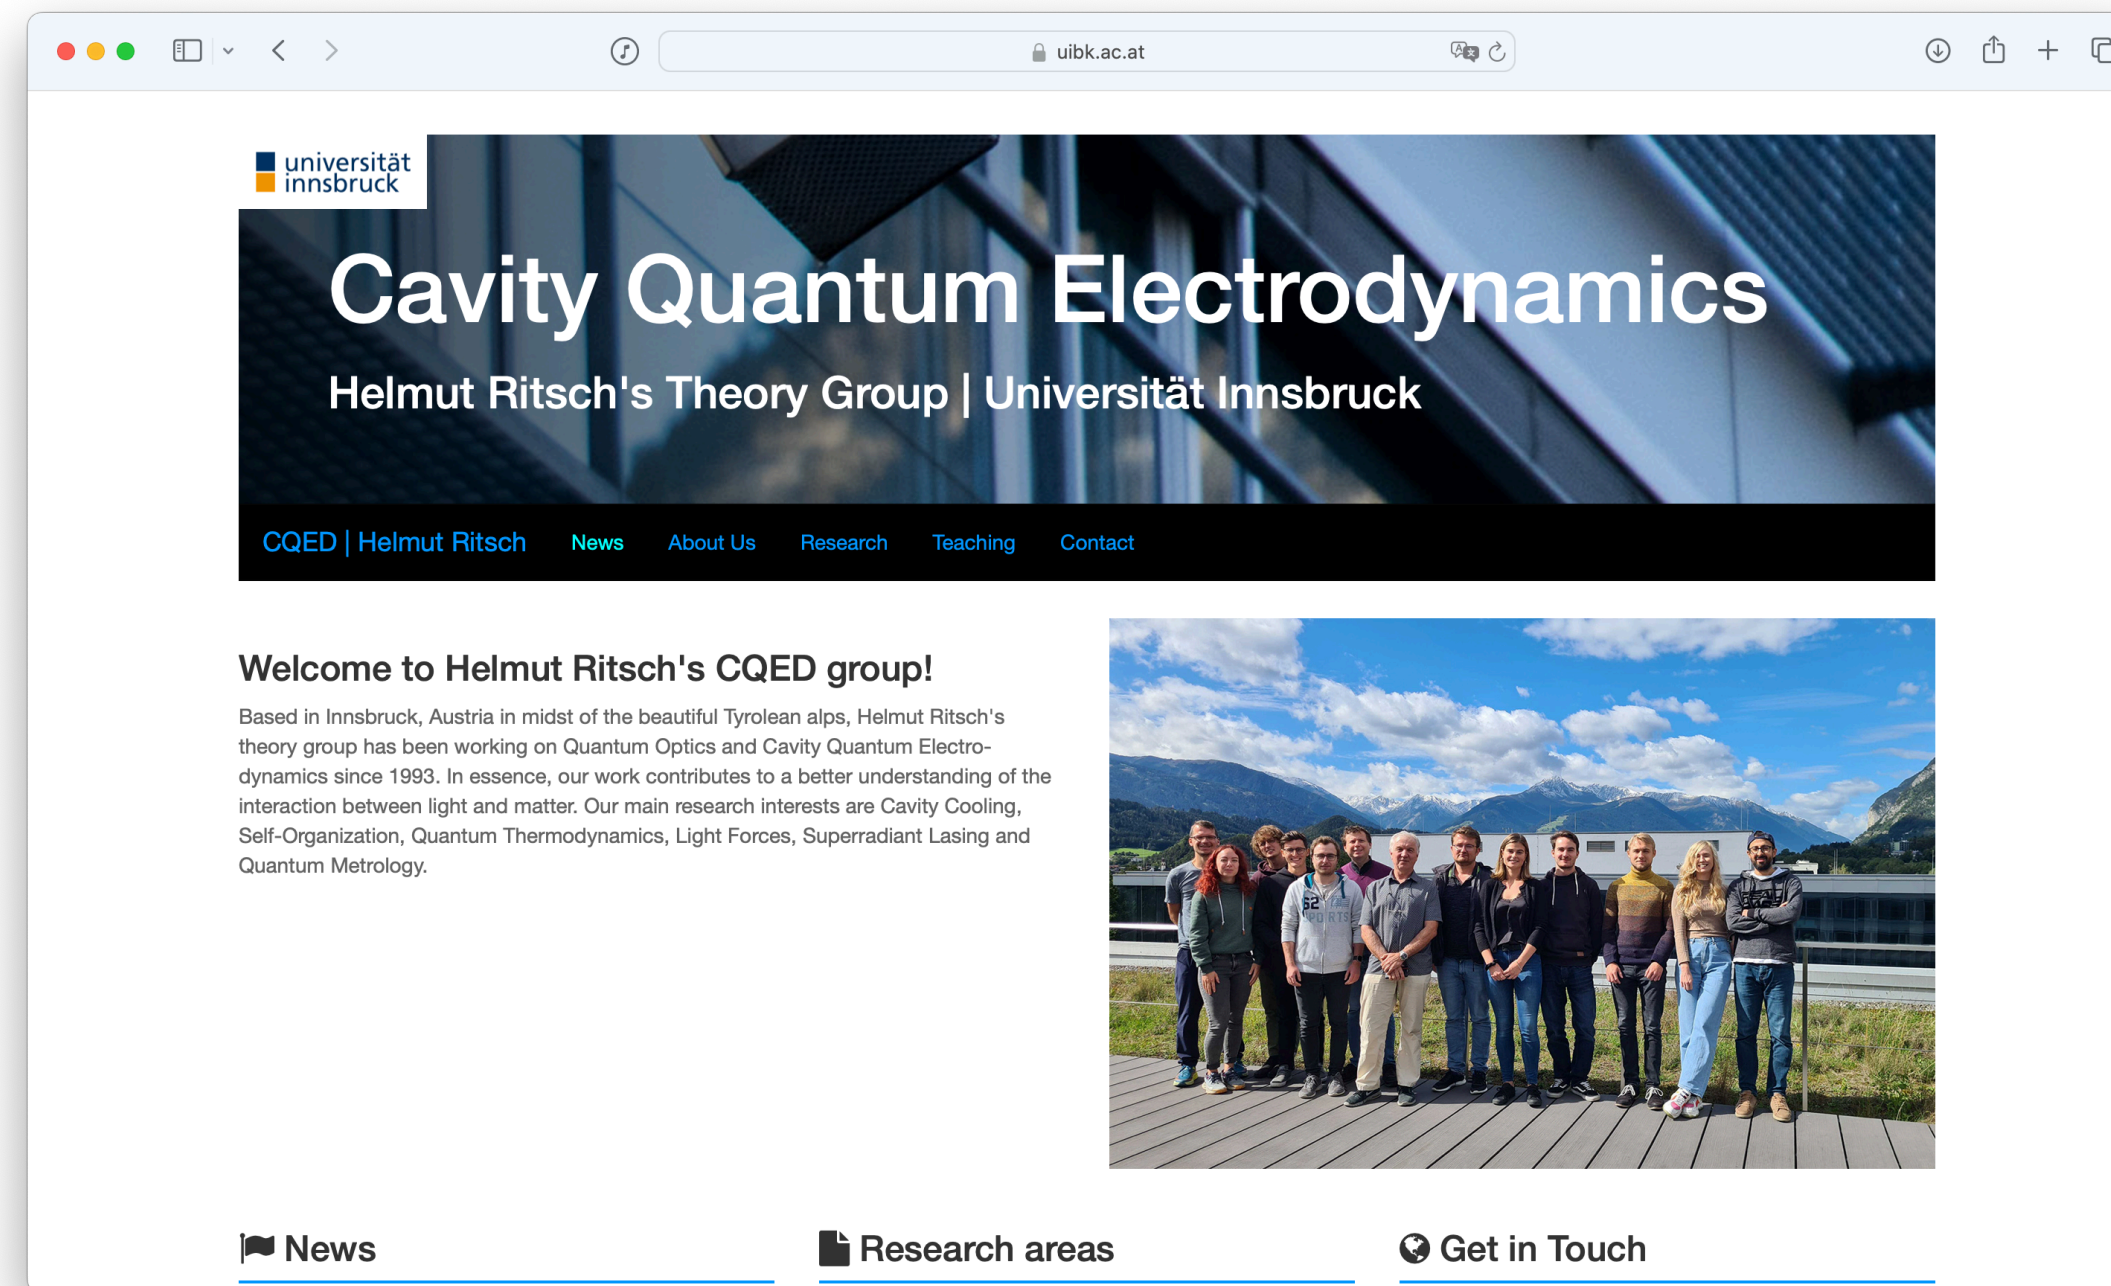 uibk.ac.at
universität
innsbruck
Cavity Quantum Electrodynamics
Helmut Ritsch's Theory Group | Universität Innsbruck
CQED | Helmut Ritsch News About Us Research Teaching Contact
Welcome to Helmut Ritsch's CQED group!
Based in Innsbruck, Austria in midst of the beautiful Tyrolean alps, Helmut Ritsch's
theory group has been working on Quantum Optics and Cavity Quantum Electro-
dynamics since 1993. In essence, our work contributes to a better understanding of the
interaction between light and matter. Our main research interests are Cavity Cooling,
Self-Organization, Quantum Thermodynamics, Light Forces, Superradiant Lasing and
Quantum Metrology.
62
SPORTS
News
Research areas
Get in Touch